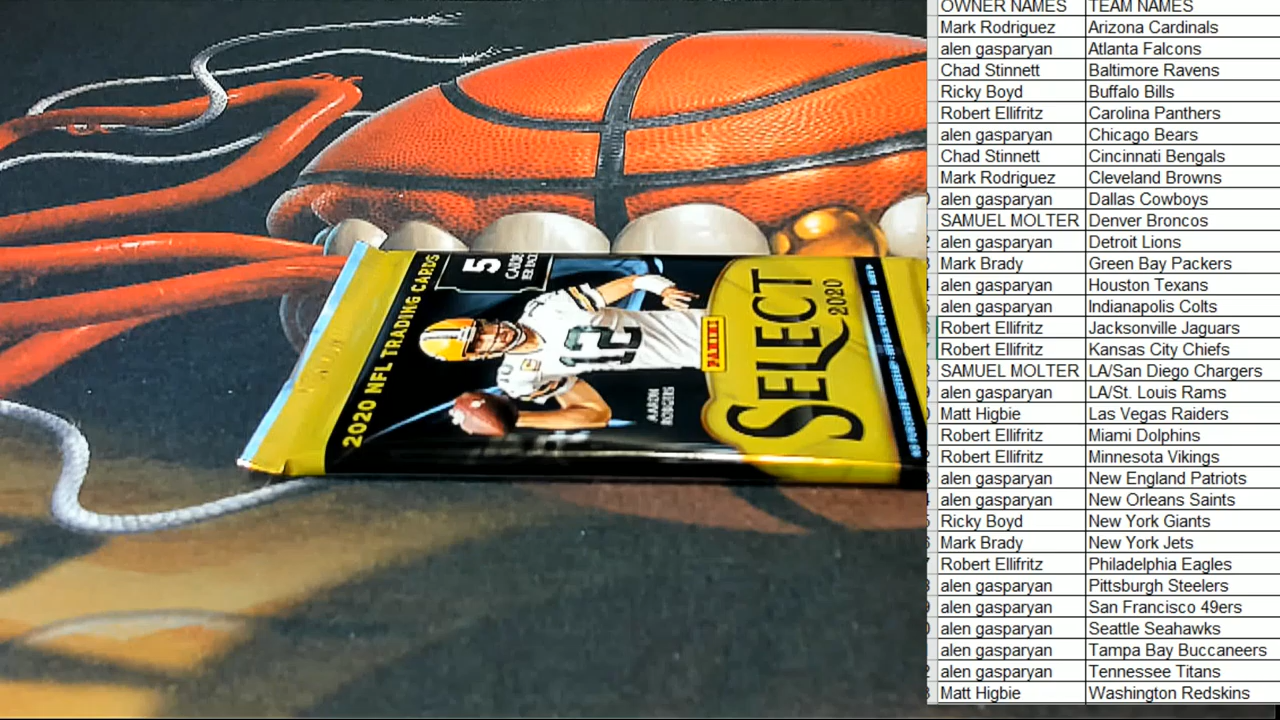 OWNER NAMES TEAM NAMES
Mark Rodriguez Arizona Cardinals
alen gasparyan Atlanta Falcons
Chad Stinnett Baltimore Ravens
Ricky Boyd Buffalo Bills
Robert Ellifritz Carolina Panthers
alen gasparyan Chicago Bears
Chad Stinnett Cincinnati Bengals
Mark Rodriguez Cleveland Browns
alen gasparyan Dallas Cowboys
SAMUEL MOLTER Denver Broncos
alen gasparyan Detroit Lions
Mark Brady Green Bay Packers
alen gasparyan Houston Texans
alen gasparyan Indianapolis Colts
Robert Ellifritz Jacksonville Jaguars
Robert Ellifritz Kansas City Chiefs
SAMUEL MOLTER LA/San Diego Chargers
alen gasparyan LA/St. Louis Rams
Matt Higbie Las Vegas Raiders
Robert Ellifritz Miami Dolphins
Robert Ellifritz Minnesota Vikings
alen gasparyan New England Patriots
alen gasparyan New Orleans Saints
Ricky Boyd New York Giants
Mark Brady New York Jets
Robert Ellifritz Philadelphia Eagles
alen gasparyan Pittsburgh Steelers
alen gasparyan San Francisco 49ers
alen gasparyan Seattle Seahawks
alen gasparyan Tampa Bay Buccaneers
alen gasparyan Tennessee Titans
Matt Higbie Washington Redskins
2020 NFL TRADING CARDS
5
CARDS
PER PACK
12
AARON
RODGERS
PANINI
SELECT
2020